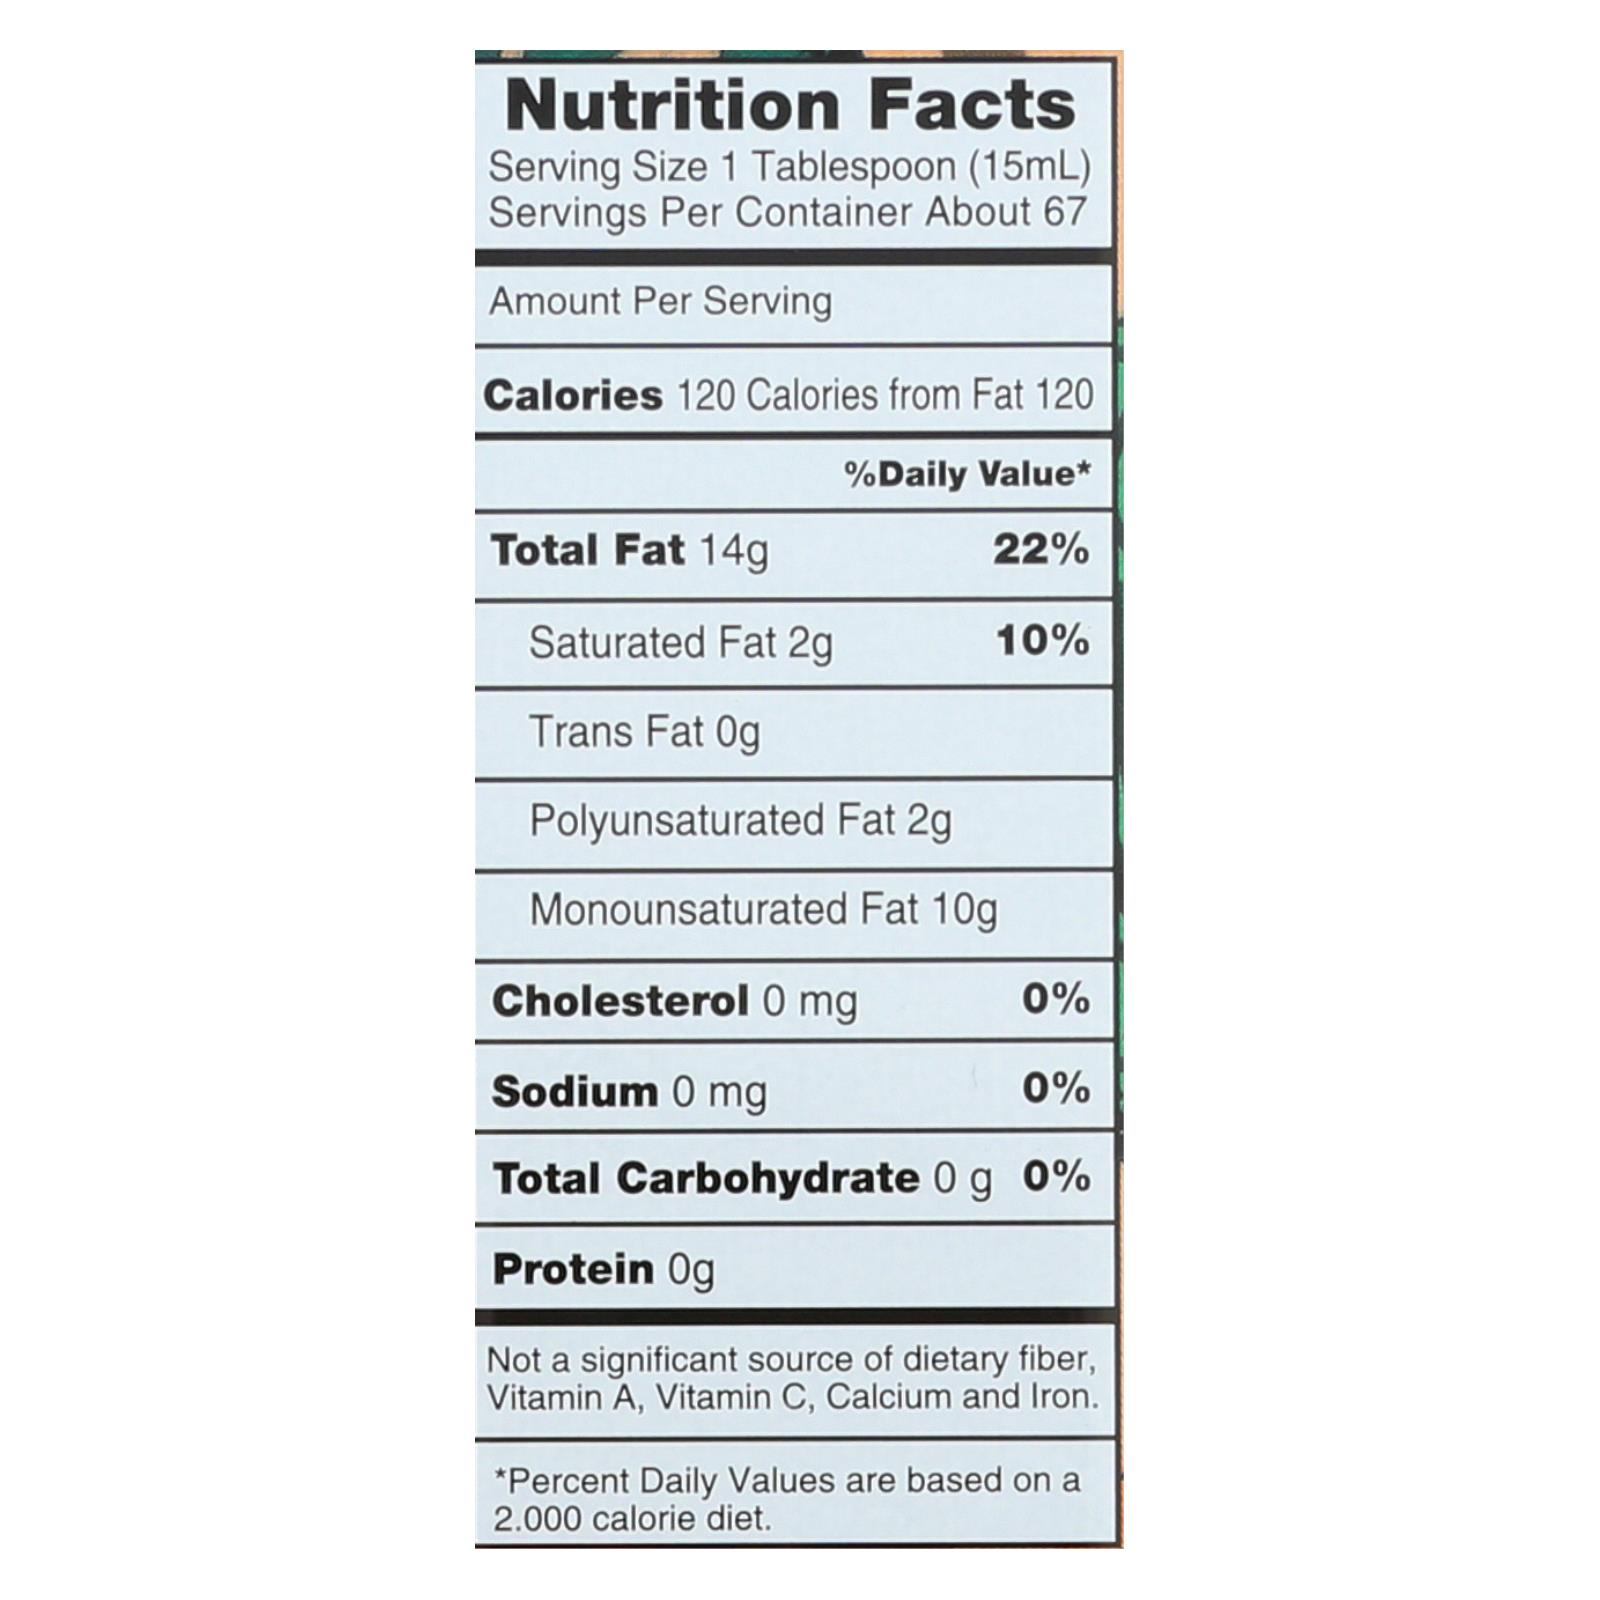 Nutrition Facts
Serving Size 1 Tablespoon (15mL)
Servings Per Container About 67
Amount Per Serving
Calories 120 Calories from Fat 120
%Daily Value*
Total Fat 14g 22%
Saturated Fat 2g 10%
Trans Fat 0g
Polyunsaturated Fat 2g
Monounsaturated Fat 10g
Cholesterol 0 mg 0%
Sodium 0 mg 0%
Total Carbohydrate 0 g 0%
Protein 0g
Not a significant source of dietary fiber,
Vitamin A, Vitamin C, Calcium and Iron.
*Percent Daily Values are based on a
2.000 calorie diet.